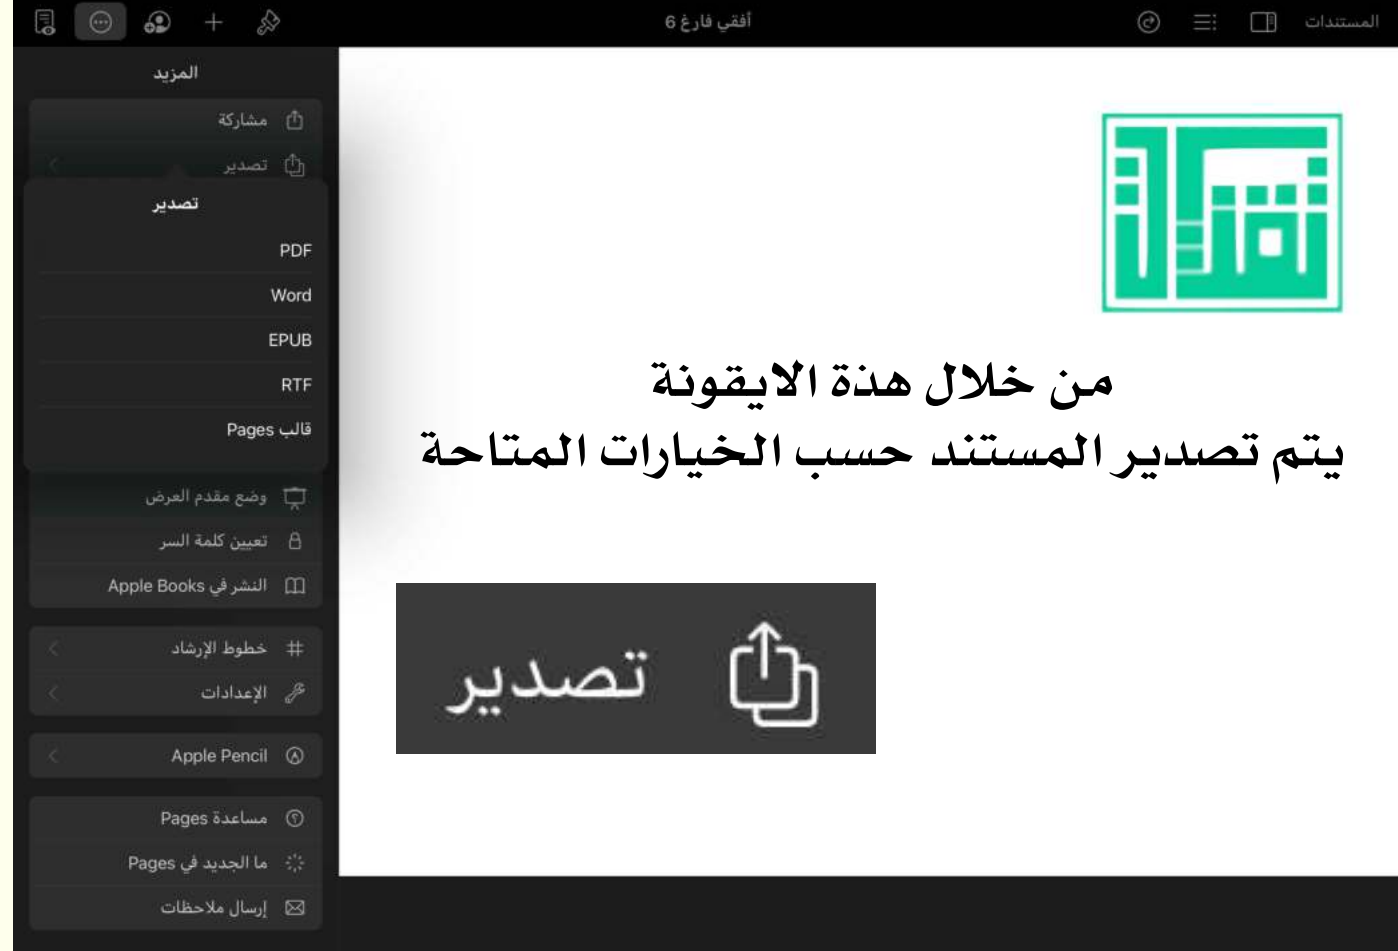 المستندات
أفقي فارغ 6
المزيد
مشاركة
تصدير
تصدير
PDF
Word
EPUB
RTF
قالب Pages
وضع مقدم العرض
تعيين كلمة السر
النشر في Apple Books
خطوط الإرشاد
الإعدادات
Apple Pencil
مساعدة Pages
ما الجديد في Pages
إرسال ملاحظات
من خلال هذة الايقونة
يتم تصدير المستند حسب الخيارات المتاحة
تصدير